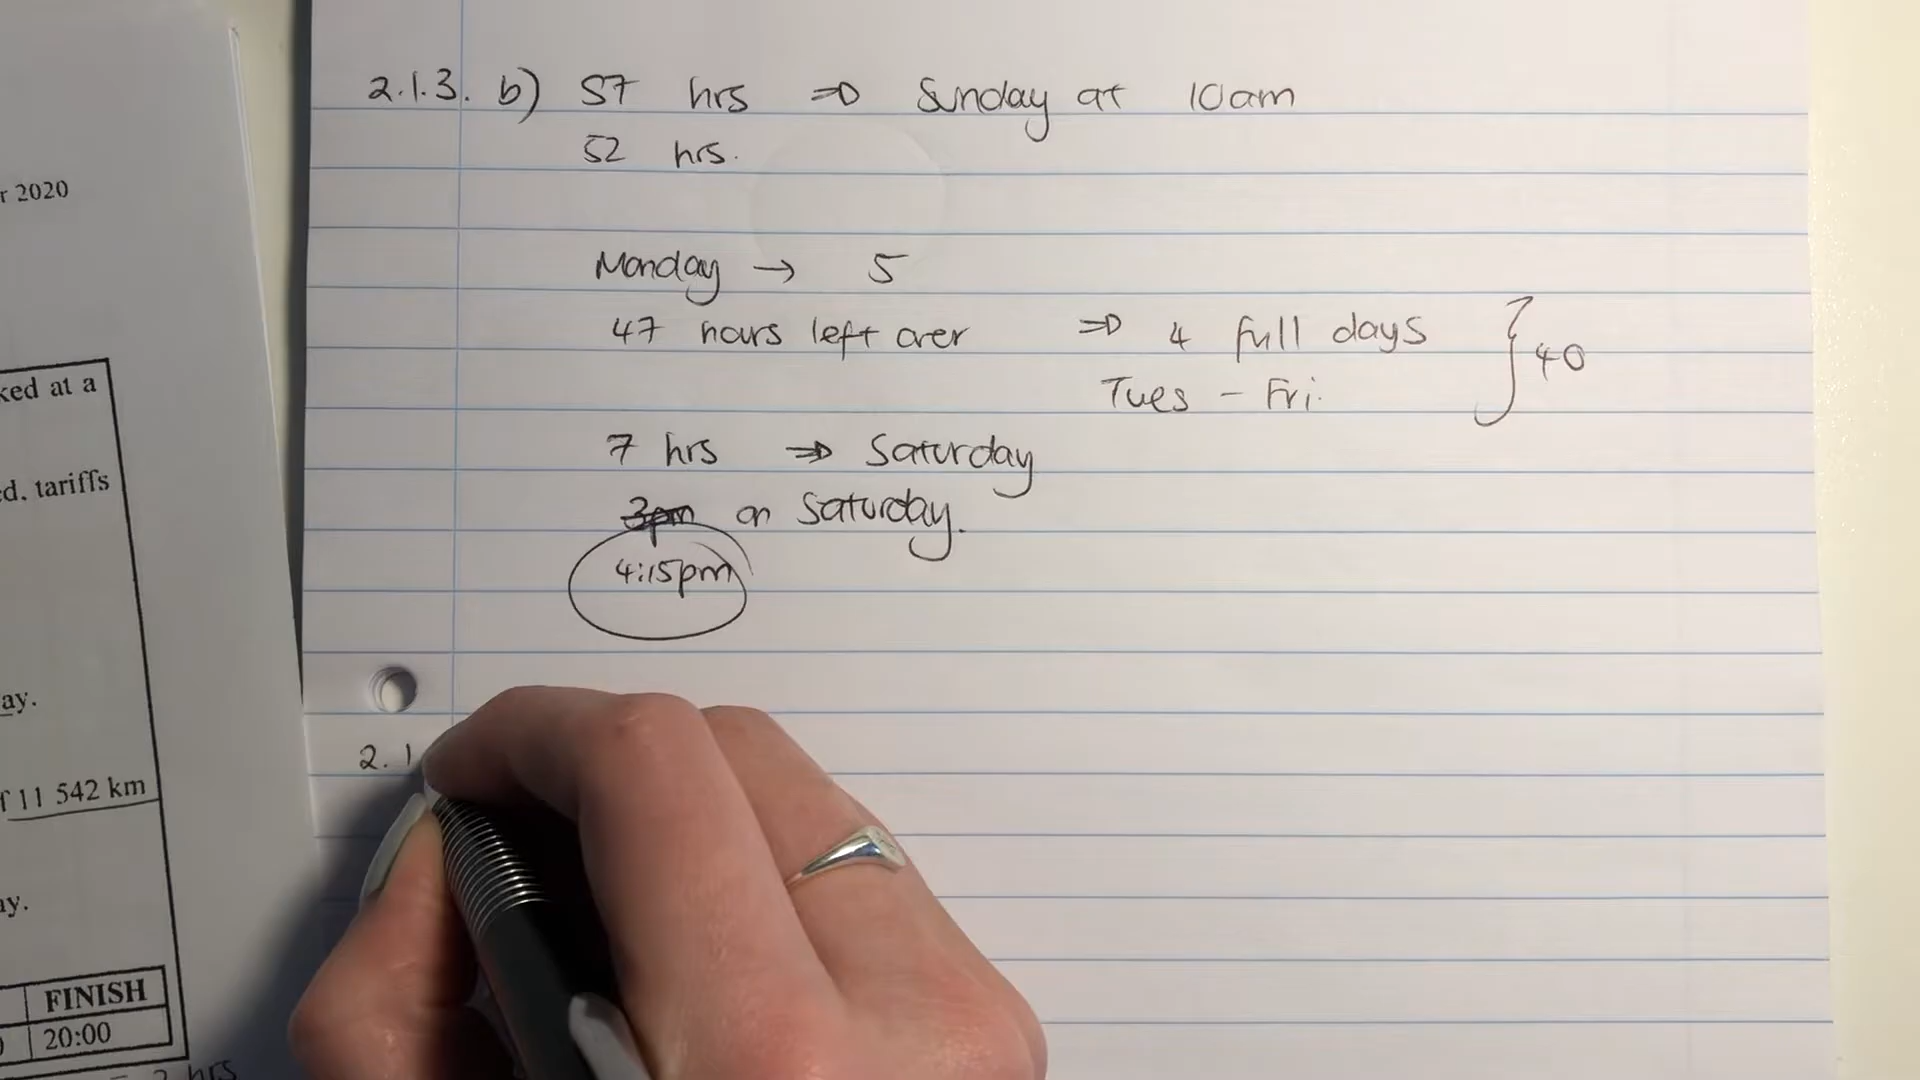 r 2020
ked at a
d, tariffs
ay.
f 11 542 km
ay.
FINISH
20:00
hrs
2.1.3. b) 57 hrs ⇒ Sunday at 10am
52 hrs.
Monday → 5
47 hours left over ⇒ 4 full days } 40
Tues - Fri.
7 hrs ⇒ Saturday
3pm on Saturday.
4:15pm
2.1